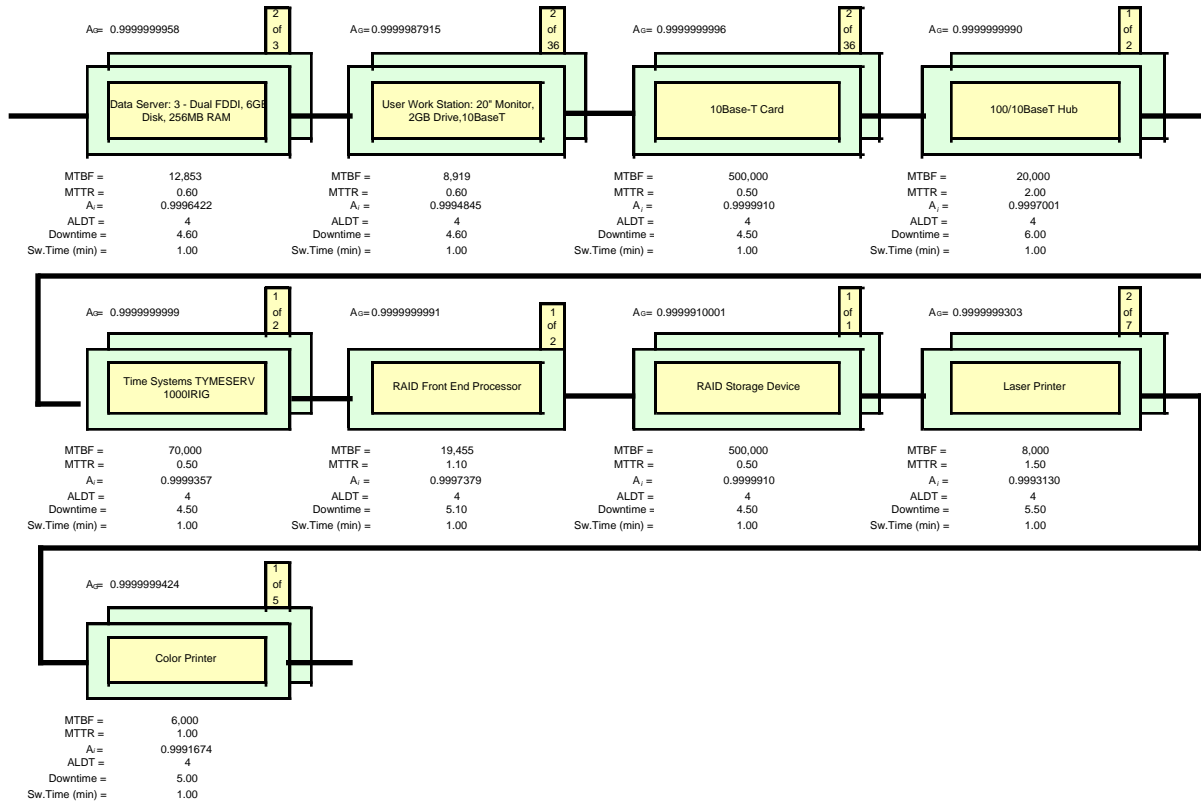 AG= 0.9999999958
2
of
3
AG= 0.9999987915
2
of
36
AG= 0.9999999996
2
of
36
AG= 0.9999999990
1
of
2
Data Server: 3 - Dual FDDI, 6GB
Disk, 256MB RAM
User Work Station: 20" Monitor,
2GB Drive,10BaseT
10Base-T Card
100/10BaseT Hub
MTBF = 12,853 MTBF = 8,919 MTBF = 500,000 MTBF = 20,000
MTTR = 0.60 MTTR = 0.60 MTTR = 0.50 MTTR = 2.00
Ai = 0.9996422 Ai = 0.9994845 Ai = 0.9999910 Ai = 0.9997001
ALDT = 4 ALDT = 4 ALDT = 4 ALDT = 4
Downtime = 4.60 Downtime = 4.60 Downtime = 4.50 Downtime = 6.00
Sw.Time (min) = 1.00 Sw.Time (min) = 1.00 Sw.Time (min) = 1.00 Sw.Time (min) = 1.00
AG= 0.9999999999
1
of
2
AG= 0.9999999991
1
of
2
AG= 0.9999910001
1
of
1
AG= 0.9999999303
2
of
7
Time Systems TYMESERV
1000IRIG
RAID Front End Processor
RAID Storage Device
Laser Printer
MTBF = 70,000 MTBF = 19,455 MTBF = 500,000 MTBF = 8,000
MTTR = 0.50 MTTR = 1.10 MTTR = 0.50 MTTR = 1.50
Ai = 0.9999357 Ai = 0.9997379 Ai = 0.9999910 Ai = 0.9993130
ALDT = 4 ALDT = 4 ALDT = 4 ALDT = 4
Downtime = 4.50 Downtime = 5.10 Downtime = 4.50 Downtime = 5.50
Sw.Time (min) = 1.00 Sw.Time (min) = 1.00 Sw.Time (min) = 1.00 Sw.Time (min) = 1.00
AG= 0.9999999424
1
of
5
Color Printer
MTBF = 6,000
MTTR = 1.00
Ai = 0.9991674
ALDT = 4
Downtime = 5.00
Sw.Time (min) = 1.00